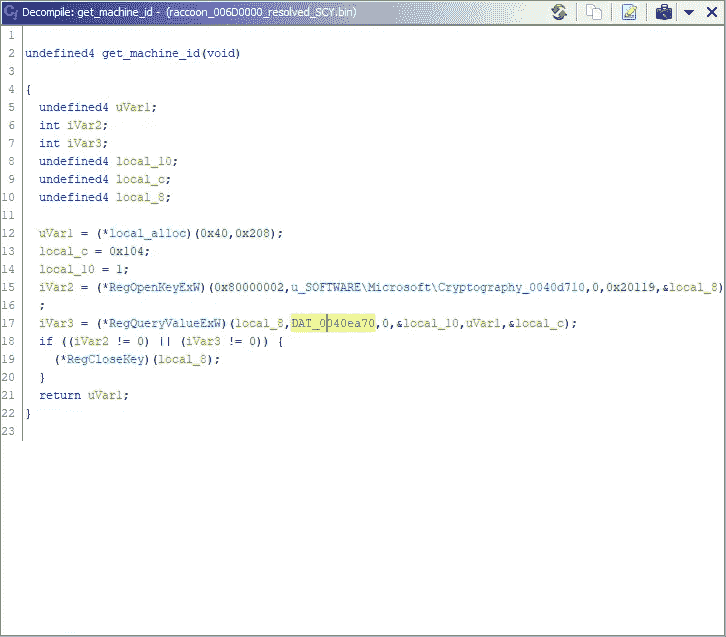 Decompile: get_machine_id - (raccoon_006D0000_resolved_SCY.bin)
1
2 undefined4 get_machine_id(void)
3
4 {
5 undefined4 uVar1;
6 int iVar2;
7 int iVar3;
8 undefined4 local_10;
9 undefined4 local_c;
10 undefined4 local_8;
11
12 uVar1 = (*local_alloc)(0x40,0x208);
13 local_c = 0x104;
14 local_10 = 1;
15 iVar2 = (*RegOpenKeyExW)(0x80000002,u_SOFTWARE\Microsoft\Cryptography_0040d710,0,0x20119,&local_8)
16 ;
17 iVar3 = (*RegQueryValueExW)(local_8,DAT_0040ea70,0,&local_10,uVar1,&local_c);
18 if ((iVar2 != 0) || (iVar3 != 0)) {
19 (*RegCloseKey)(local_8);
20 }
21 return uVar1;
22 }
23